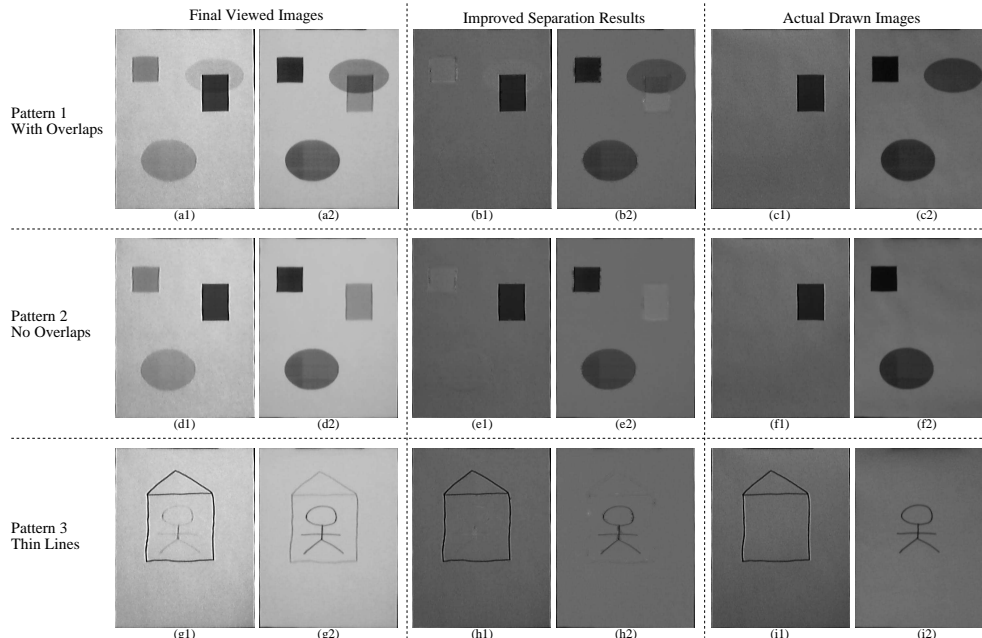 Final Viewed Images
Improved Separation Results
Actual Drawn Images
Pattern 1
With Overlaps
(a1)
(a2)
(b1)
(b2)
(c1)
(c2)
Pattern 2
No Overlaps
(d1)
(d2)
(e1)
(e2)
(f1)
(f2)
Pattern 3
Thin Lines
(g1)
(g2)
(h1)
(h2)
(i1)
(i2)